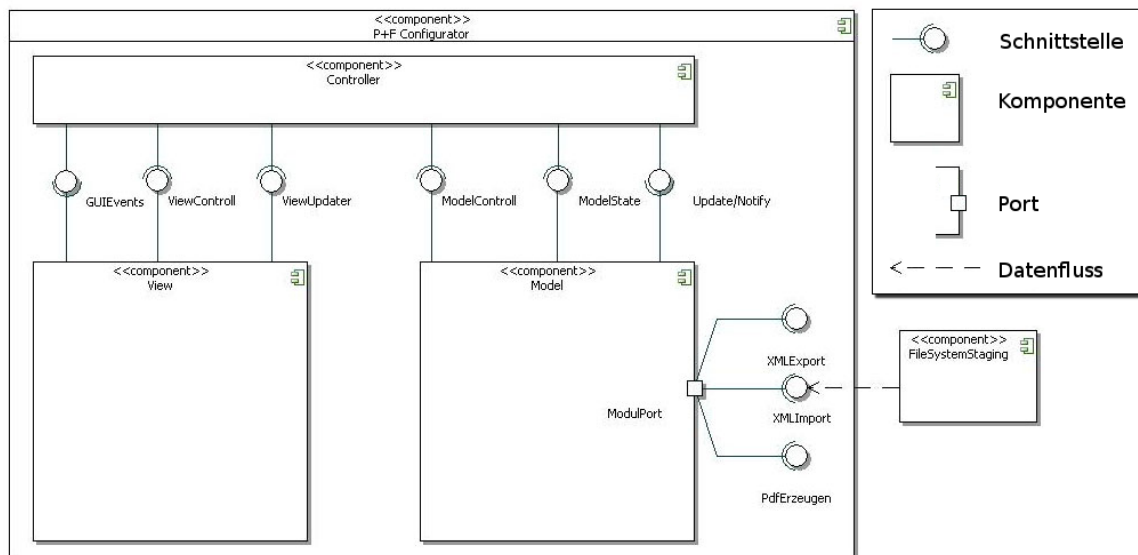 <<component>>
P+F Configurator
<<component>>
Controller
GUIEvents
ViewControll
ViewUpdater
ModelControll
ModelState
Update/Notify
<<component>>
View
<<component>>
Model
ModulPort
XMLExport
XMLImport
PdfErzeugen
Schnittstelle
Komponente
Port
Datenfluss
<<component>>
FileSystemStaging